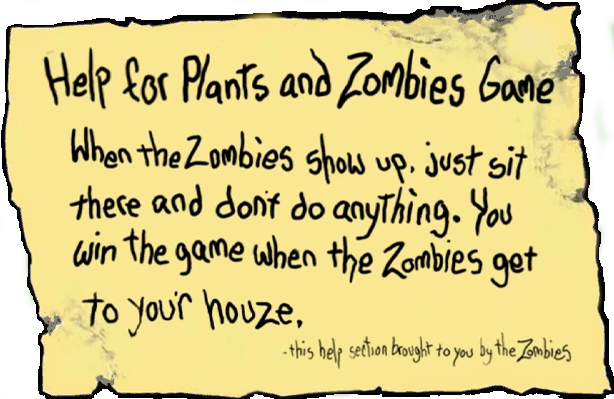 Help for Plants and Zombies Game
When the Zombies show up, just sit
there and don't do anything. You
win the game when the Zombies get
to your houze.
-this help section brought to you by the Zombies